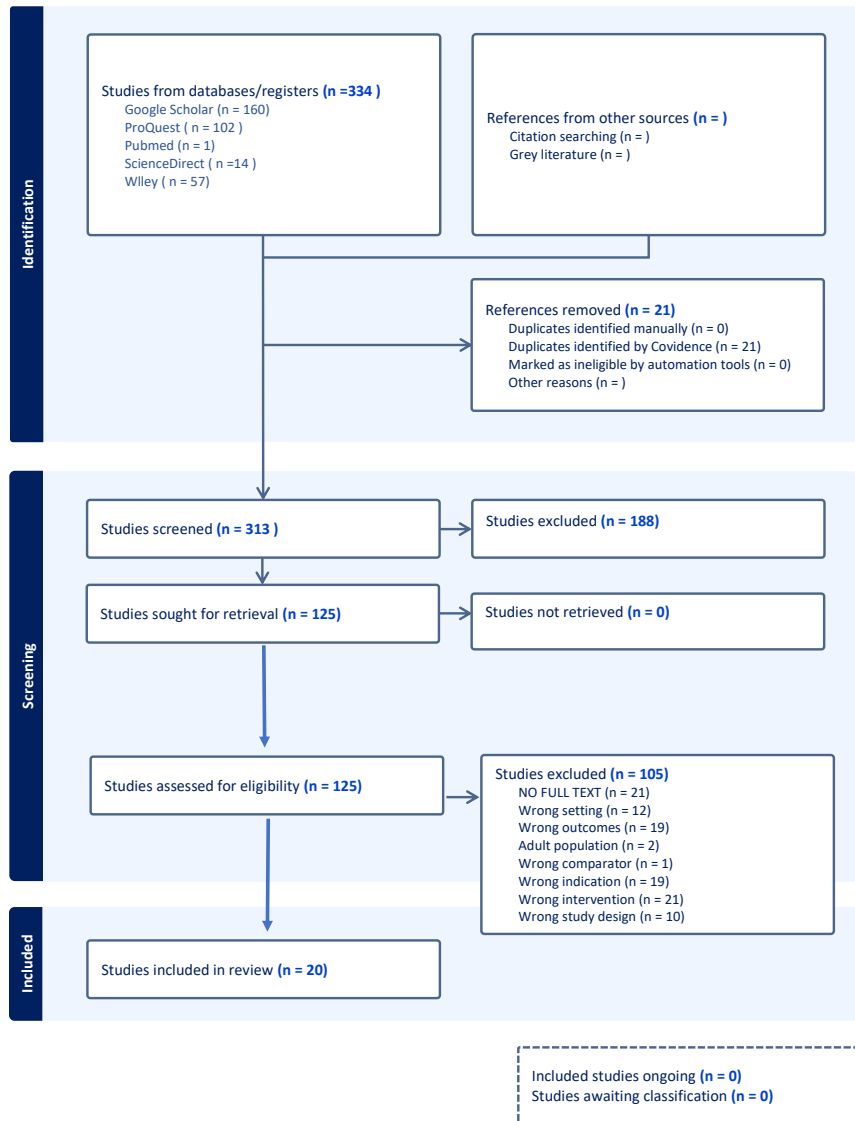 Identification
Studies from databases/registers (n =334 )
Google Scholar (n = 160)
ProQuest ( n = 102 )
Pubmed (n = 1)
ScienceDirect ( n =14 )
Wlley ( n = 57)
References from other sources (n = )
Citation searching (n = )
Grey literature (n = )
References removed (n = 21)
Duplicates identified manually (n = 0)
Duplicates identified by Covidence (n = 21)
Marked as ineligible by automation tools (n = 0)
Other reasons (n = )
Screening
Studies screened (n = 313 )
Studies excluded (n = 188)
Studies sought for retrieval (n = 125)
Studies not retrieved (n = 0)
Studies assessed for eligibility (n = 125)
Studies excluded (n = 105)
NO FULL TEXT (n = 21)
Wrong setting (n = 12)
Wrong outcomes (n = 19)
Adult population (n = 2)
Wrong comparator (n = 1)
Wrong indication (n = 19)
Wrong intervention (n = 21)
Wrong study design (n = 10)
Included
Studies included in review (n = 20)
Included studies ongoing (n = 0)
Studies awaiting classification (n = 0)